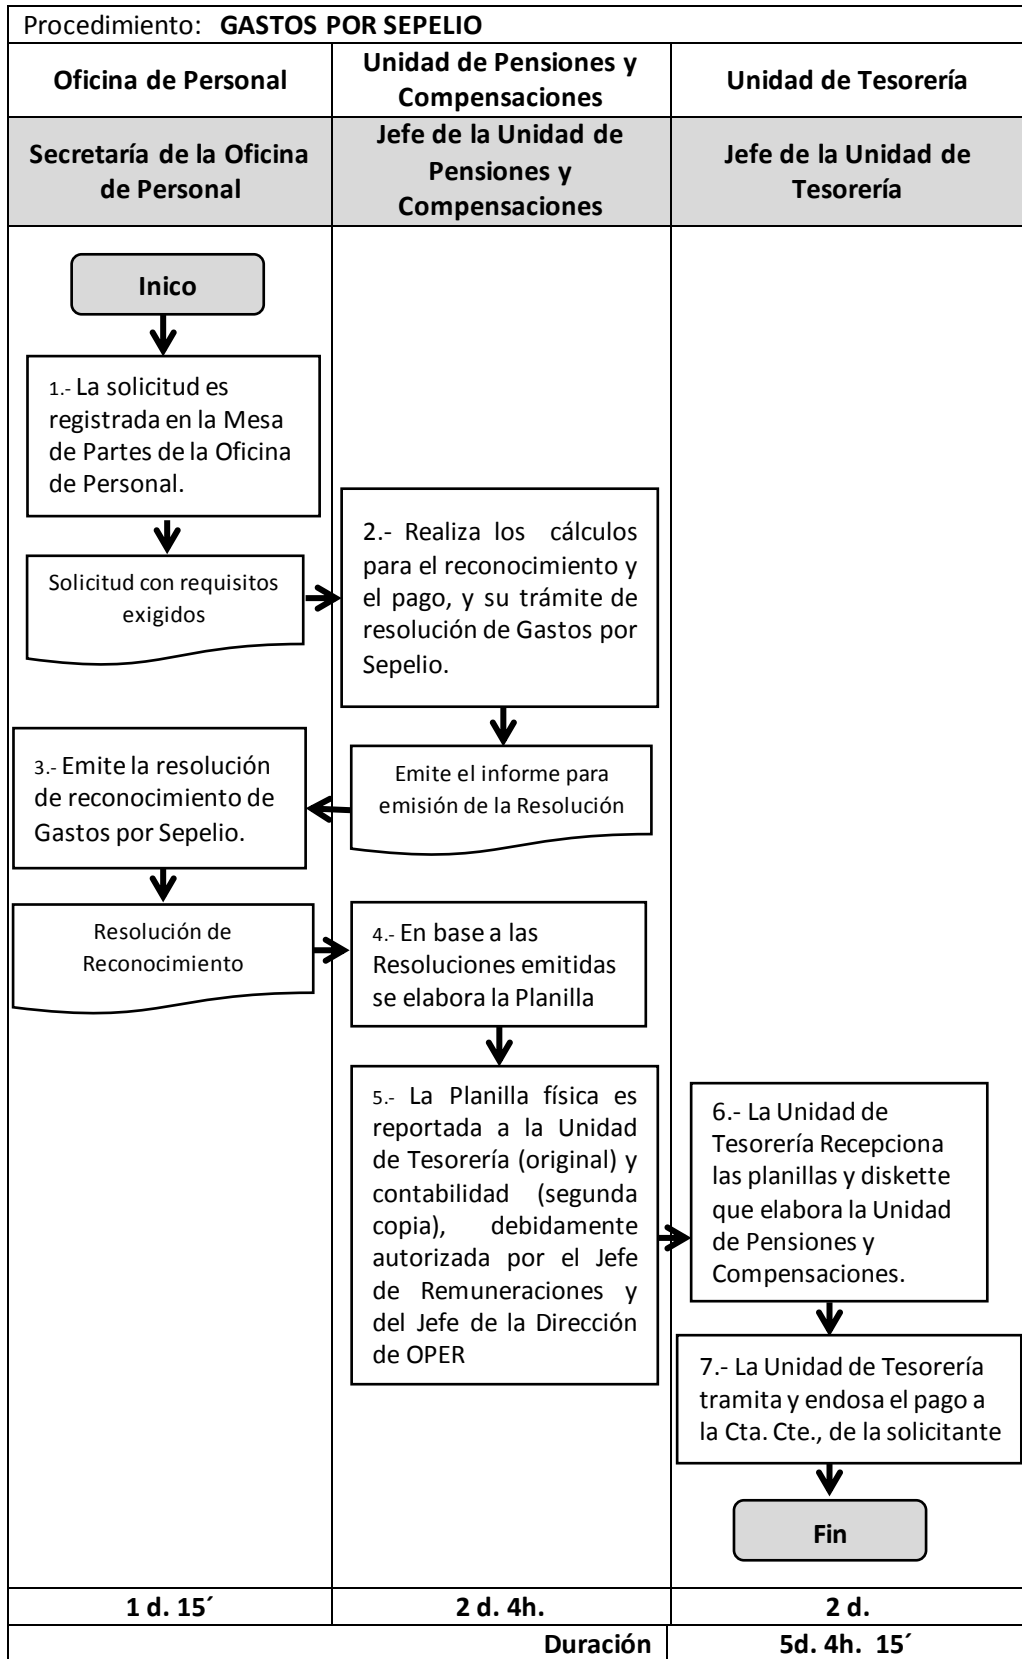 Procedimiento: GASTOS POR SEPELIO
Oficina de Personal
Unidad de Pensiones y
Compensaciones
Unidad de Tesorería
Secretaría de la Oficina
de Personal
Jefe de la Unidad de
Pensiones y
Compensaciones
Jefe de la Unidad de
Tesorería
Inico
1.- La solicitud es
registrada en la Mesa
de Partes de la Oficina
de Personal.
Solicitud con requisitos
exigidos
2.- Realiza los cálculos
para el reconocimiento y
el pago, y su trámite de
resolución de Gastos por
Sepelio.
Emite el informe para
emisión de la Resolución
3.- Emite la resolución
de reconocimiento de
Gastos por Sepelio.
Resolución de
Reconocimiento
4.- En base a las
Resoluciones emitidas
se elabora la Planilla
5.- La Planilla física es
reportada a la Unidad
de Tesorería (original) y
contabilidad (segunda
copia), debidamente
autorizada por el Jefe
de Remuneraciones y
del Jefe de la Dirección
de OPER
6.- La Unidad de
Tesorería Recepciona
las planillas y diskette
que elabora la Unidad
de Pensiones y
Compensaciones.
7.- La Unidad de Tesorería
tramita y endosa el pago a
la Cta. Cte., de la solicitante
Fin
1 d. 15´
2 d. 4h.
2 d.
Duración
5d. 4h. 15´